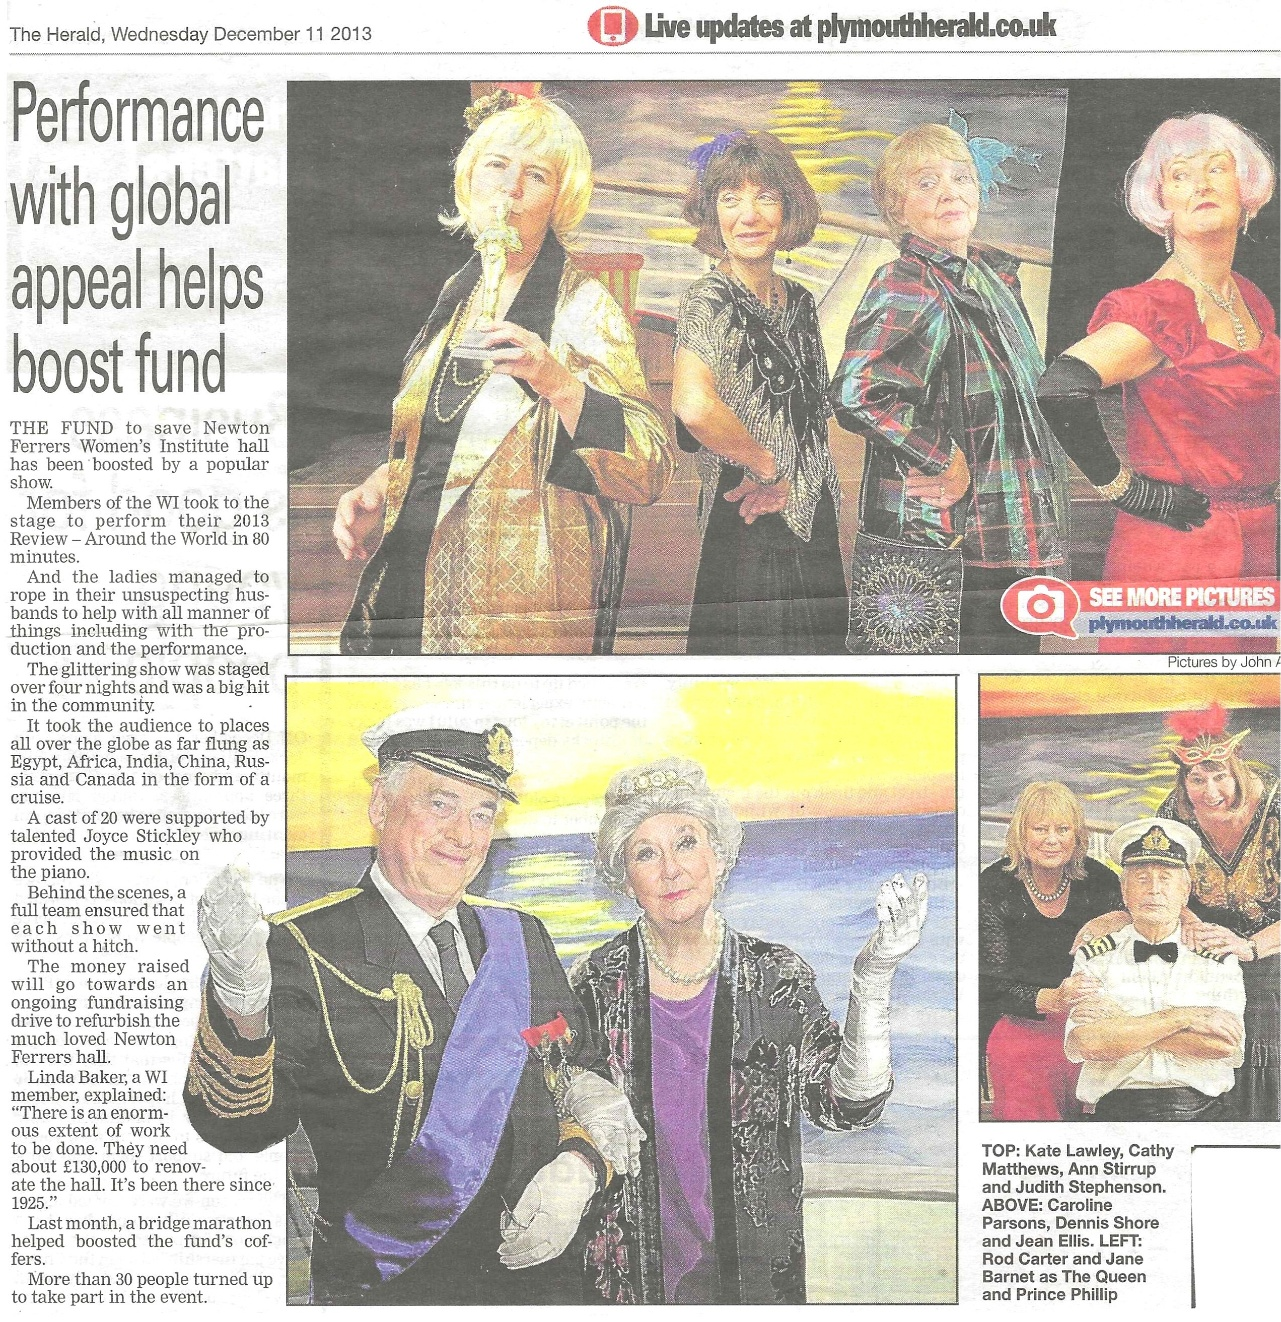 The Herald, Wednesday December 11 2013
Live updates at plymouthherald.co.uk
Performance
with global
appeal helps
boost fund
THE FUND to save Newton
Ferrers Women's Institute hall
has been boosted by a popular
show.
Members of the WI took to the
stage to perform their 2013
Review – Around the World in 80
minutes.
And the ladies managed to
rope in their unsuspecting hus-
bands to help with all manner of
things including with the pro-
duction and the performance.
The glittering show was staged
over four nights and was a big hit
in the community.
It took the audience to places
all over the globe as far flung as
Egypt, Africa, India, China, Rus-
sia and Canada in the form of a
cruise.
A cast of 20 were supported by
talented Joyce Stickley who
provided the music on
the piano.
Behind the scenes, a
full team ensured that
each show went
without a hitch.
The money raised
will go towards an
ongoing fundraising
drive to refurbish the
much loved Newton
Ferrers hall.
Linda Baker, a WI
member, explained:
"There is an enorm-
ous extent of work
to be done. They need
about £130,000 to renov-
ate the hall. It's been there since
1925."
Last month, a bridge marathon
helped boosted the fund's cof-
fers.
More than 30 people turned up
to take part in the event.
SEE MORE PICTURES
plymouthherald.co.uk
Pictures by John A
TOP: Kate Lawley, Cathy
Matthews, Ann Stirrup
and Judith Stephenson.
ABOVE: Caroline
Parsons, Dennis Shore
and Jean Ellis. LEFT:
Rod Carter and Jane
Barnet as The Queen
and Prince Phillip